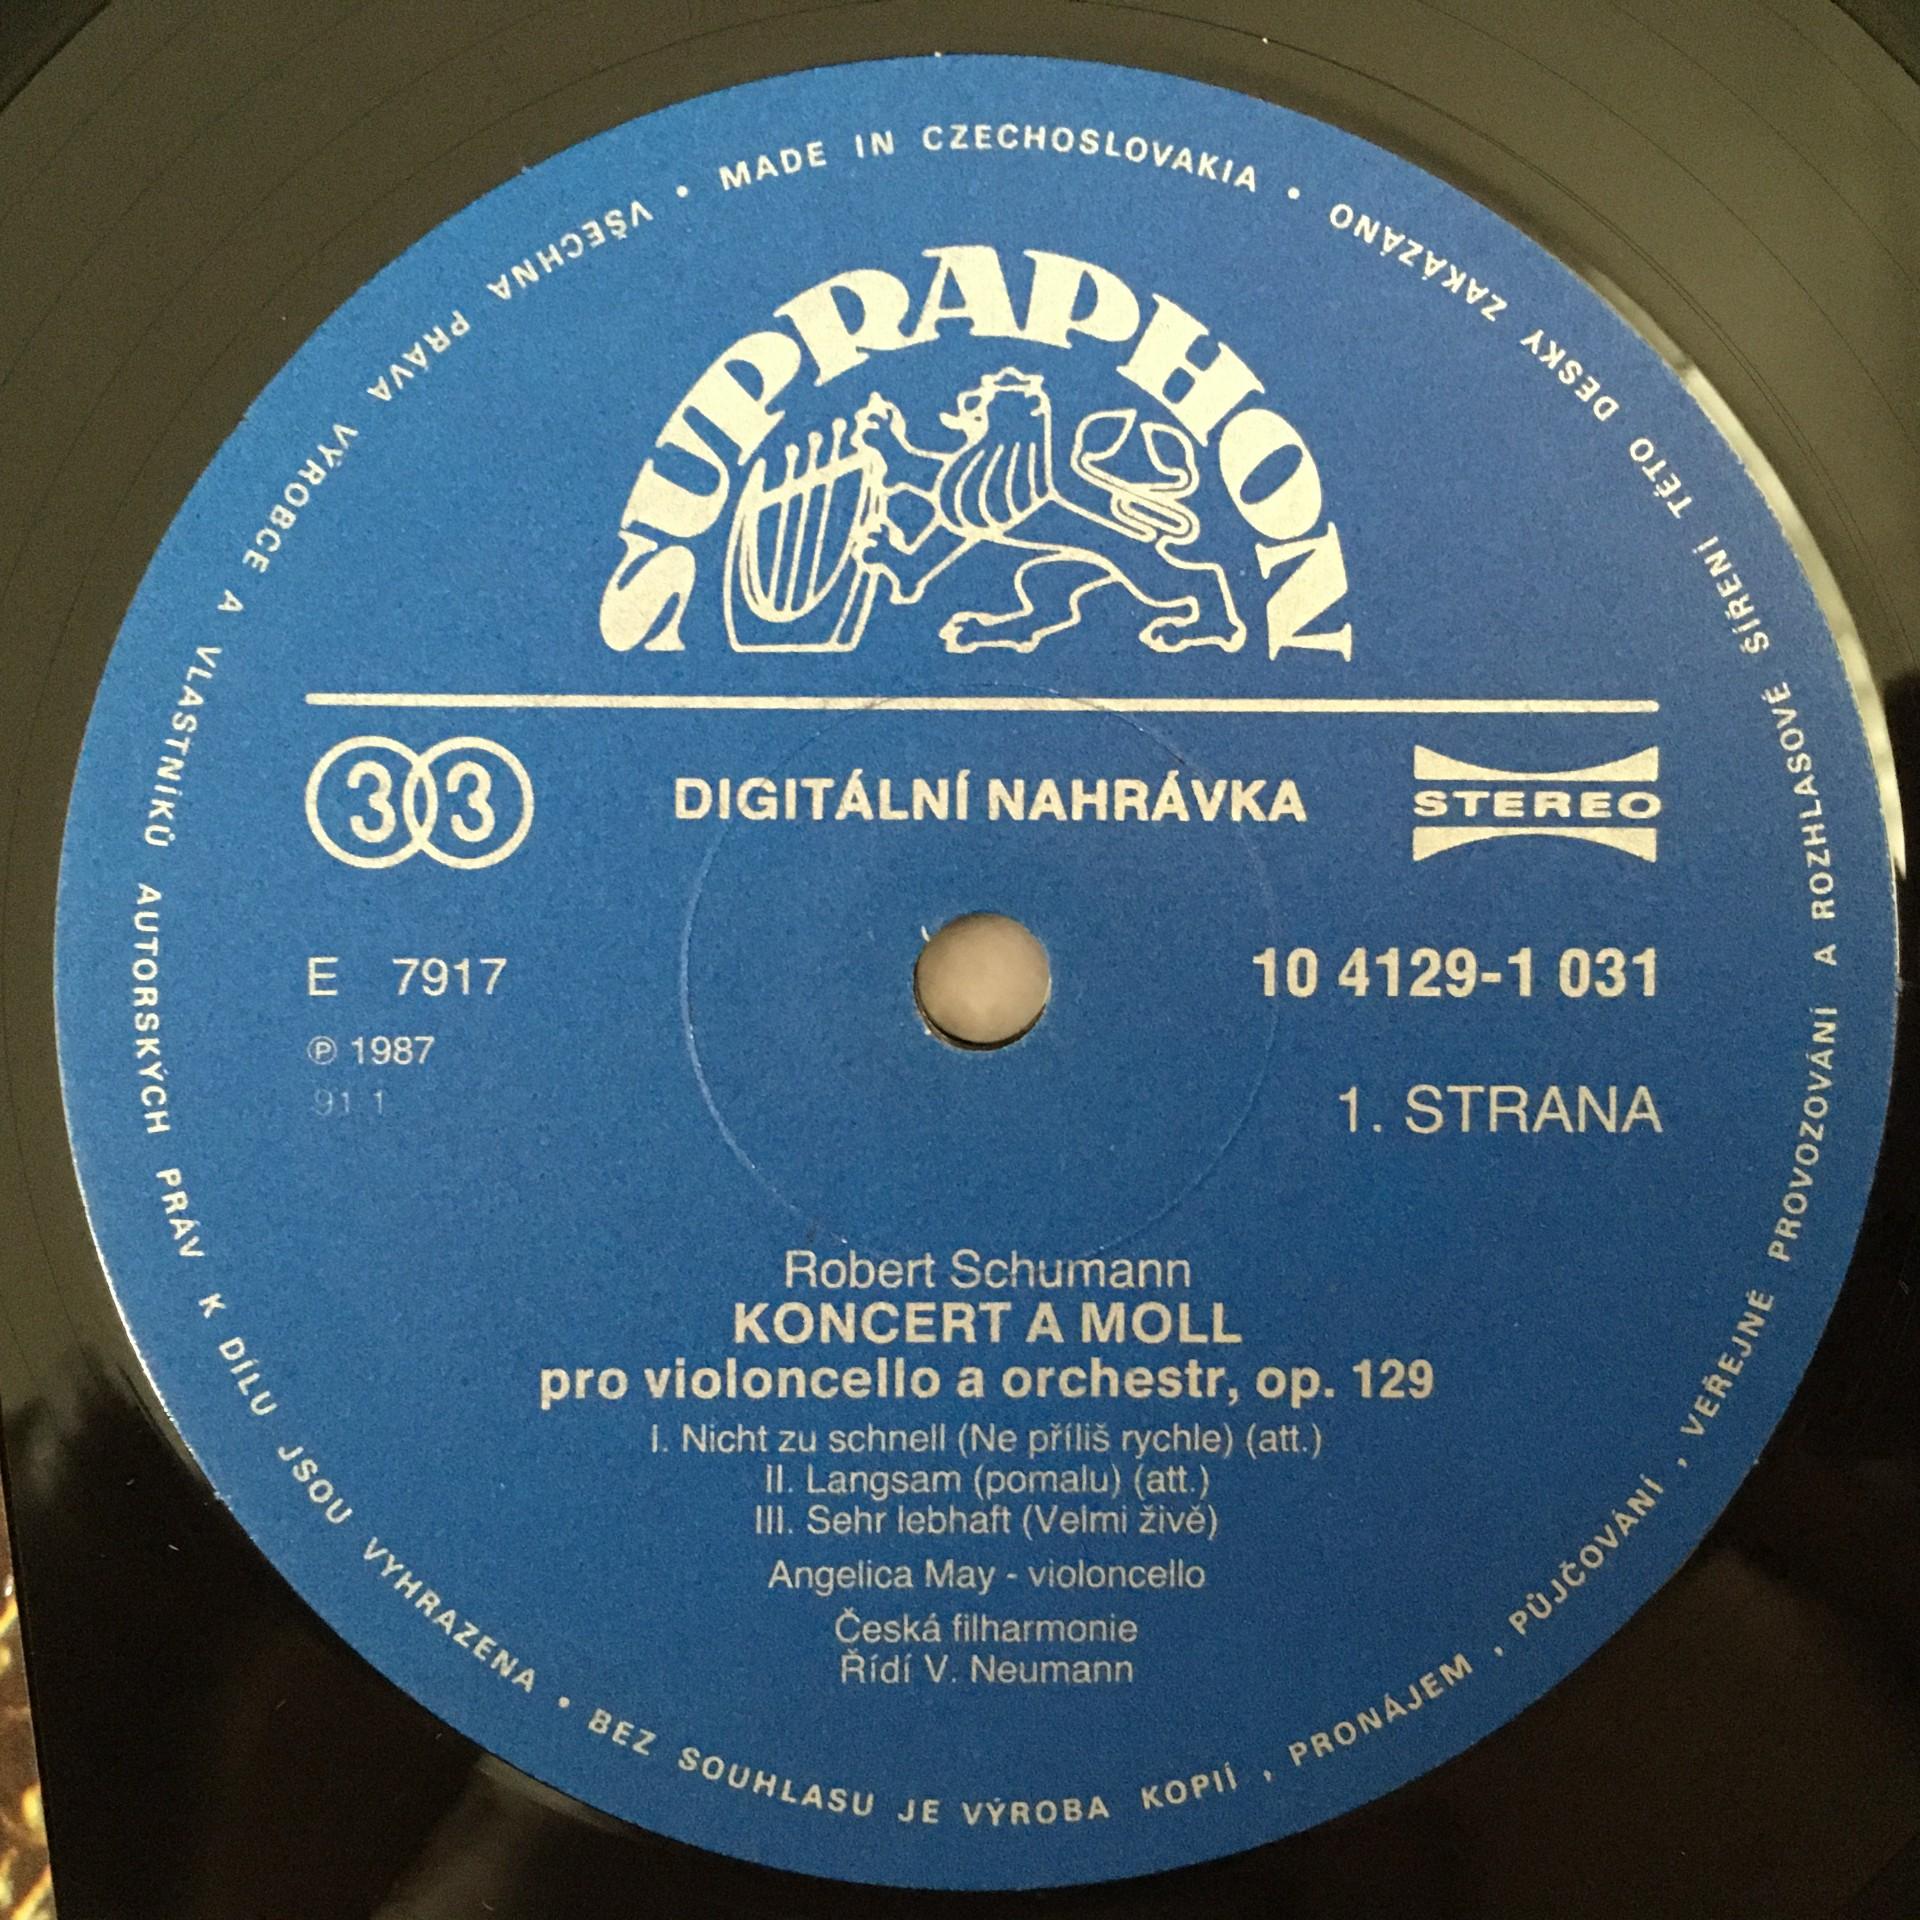 MADE IN CZECHOSLOVAKIA • ZAKÁZÁNO DESKY TÉTO ŠÍŘENÍ ROZHLASOVÉ A PROVOZOVÁNÍ VEŘEJNÉ, PŮJČOVÁNÍ, PRONÁJEM, KOPIÍ VÝROBA JE SOUHLASU BEZ •
VŠECHNA PRÁVA VÝROBCE A VLASTNÍKŮ AUTORSKÝCH PRÁV K DÍLU JSOU VYHRAZENA •
SUPRAPHON
33 DIGITÁLNÍ NAHRÁVKA STEREO
E 7917 10 4129-1 031
℗ 1987
91 1
1. STRANA
Robert Schumann
KONCERT A MOLL
pro violoncello a orchestr, op. 129
I. Nicht zu schnell (Ne příliš rychle) (att.)
II. Langsam (pomalu) (att.)
III. Sehr lebhaft (Velmi živě)
Angelica May - violoncello
Česká filharmonie
Řídí V. Neumann